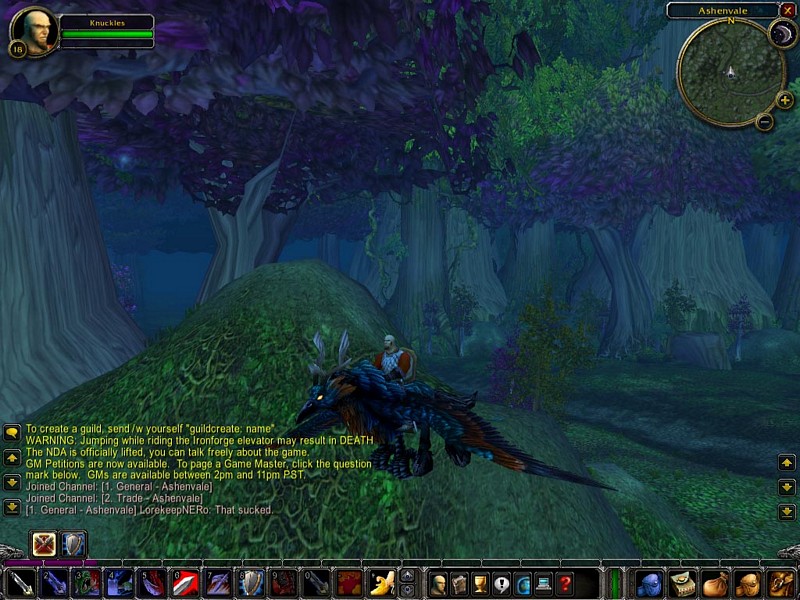 Knuckles
18
Ashenvale
N
To create a guild, send /w yourself "guildcreate: name"
WARNING: Jumping while riding the Ironforge elevator may result in DEATH
The NDA is officially lifted, you can talk freely about the game.
GM Petitions are now available. To page a Game Master, click the question
mark below. GMs are available between 2pm and 11pm PST.
Joined Channel: [1. General - Ashenvale]
Joined Channel: [2. Trade - Ashenvale]
[1. General - Ashenvale] LorekeepNERo: That sucked.